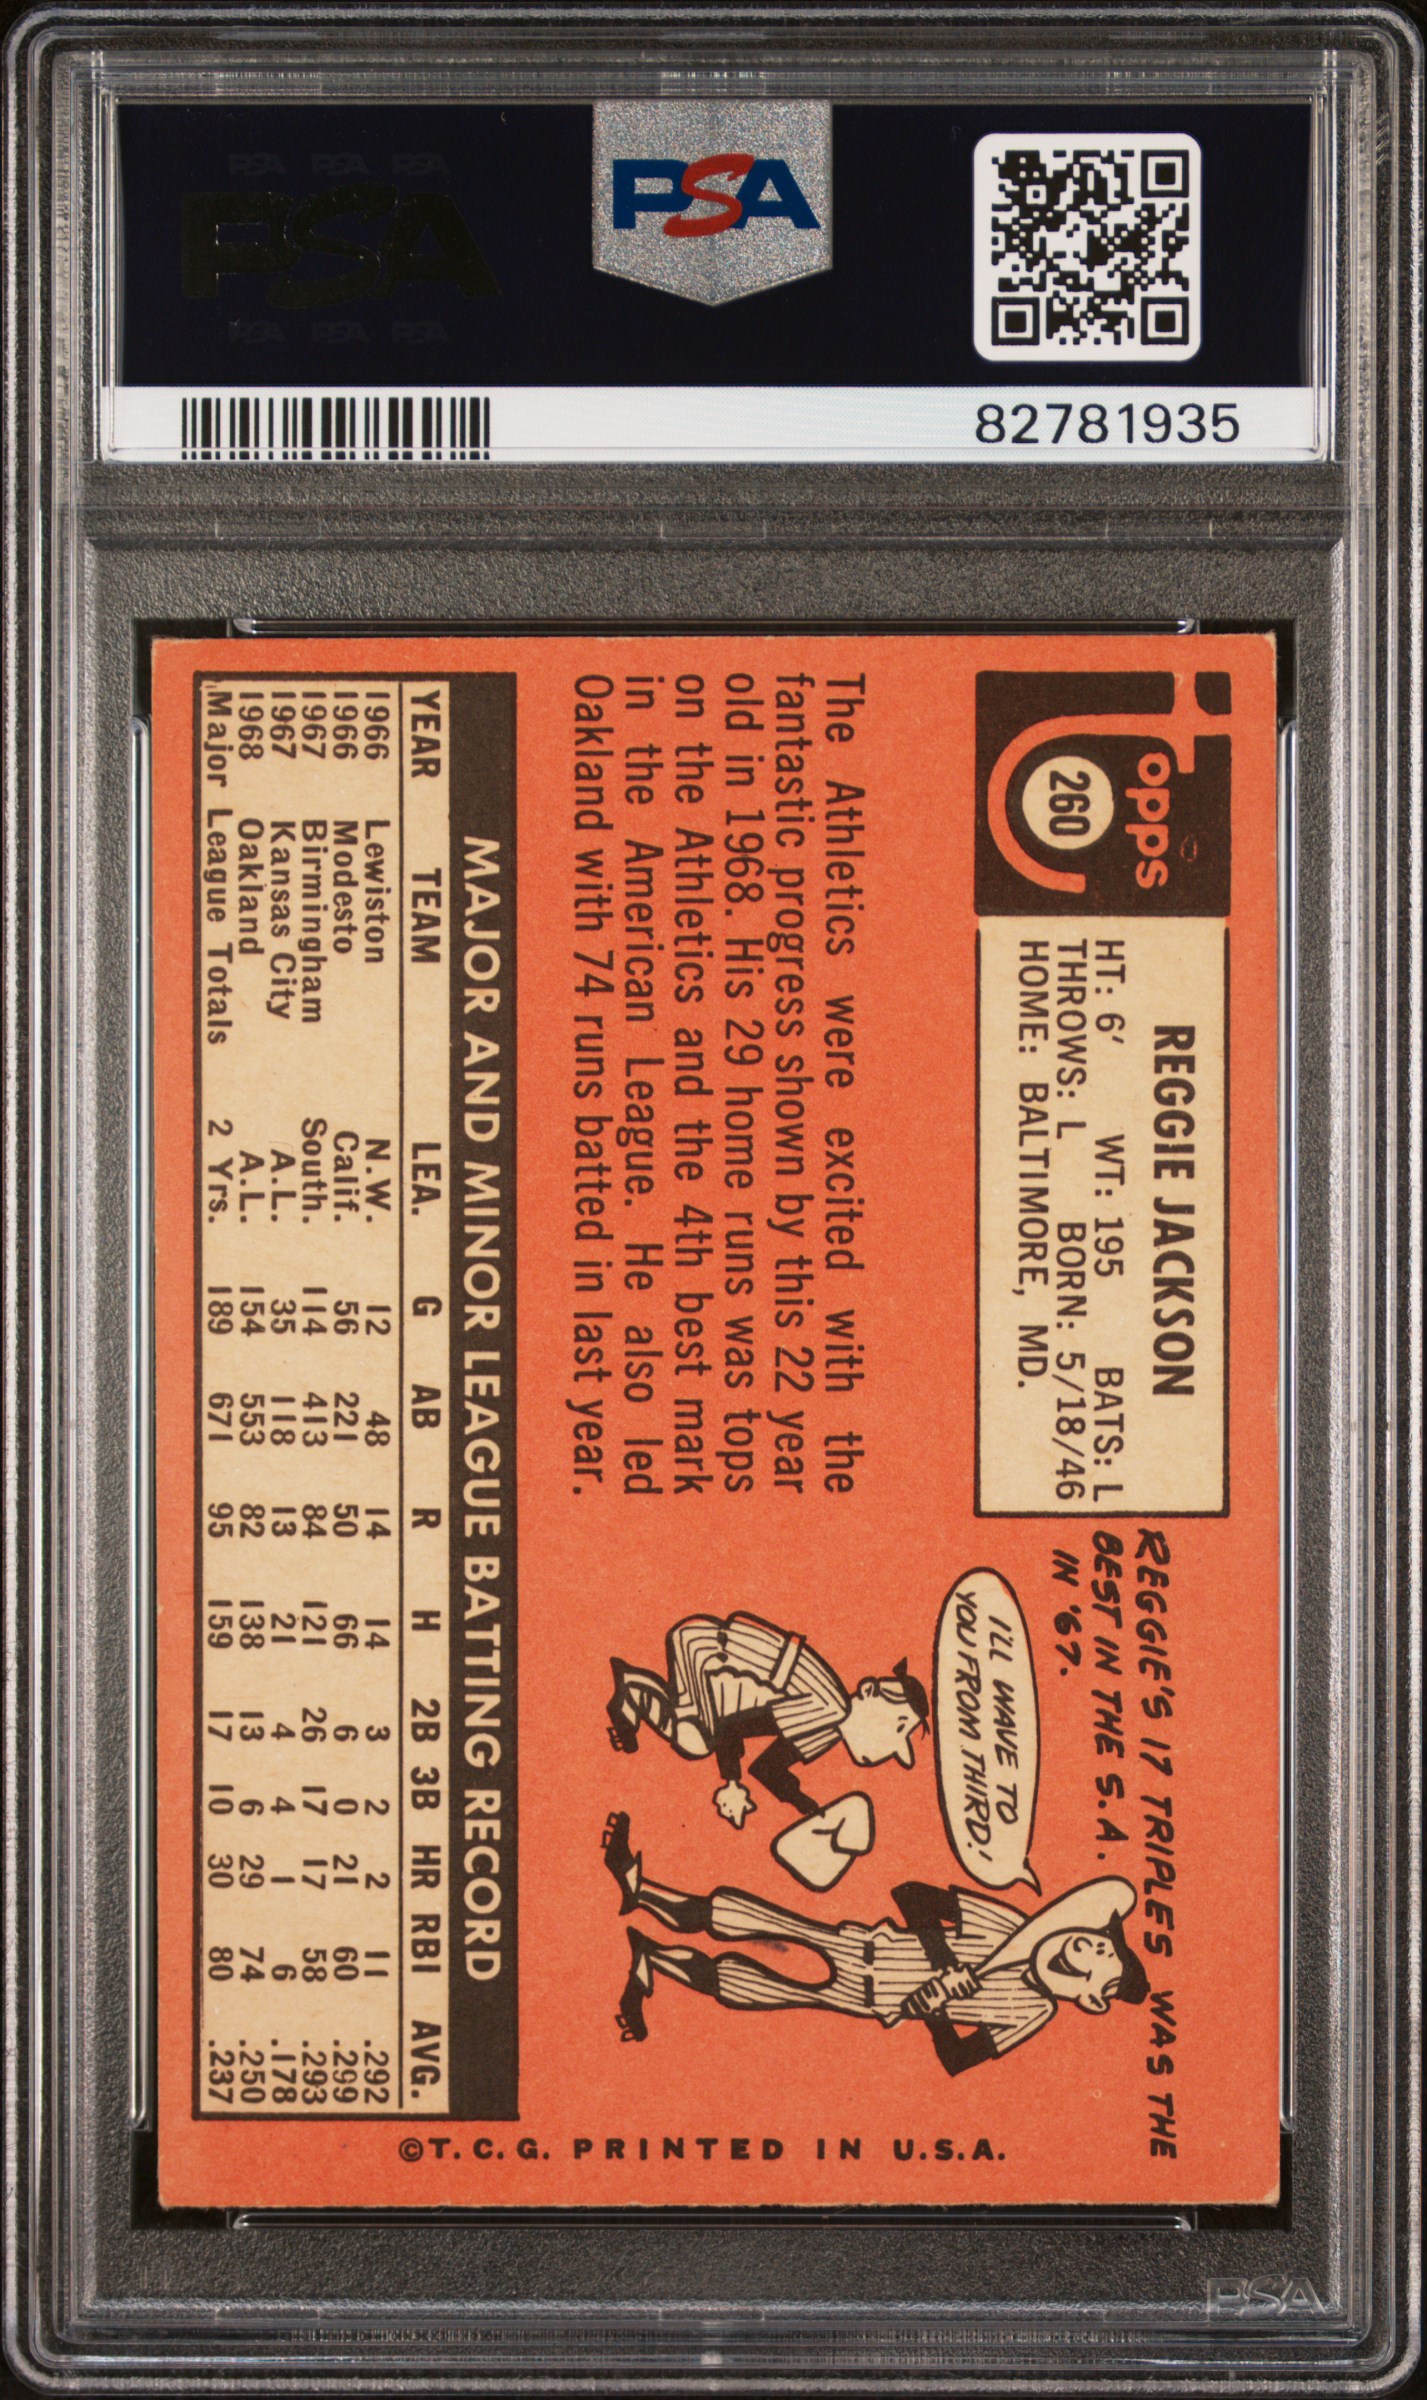 PSA PSA PSA
PSA
PSA PSA PSA
PSA
82781935
Topps
260
REGGIE JACKSON
HT: 6' WT: 195 BATS: L
THROWS: L BORN: 5/18/46
HOME: BALTIMORE, MD.
REGGIE'S 17 TRIPLES WAS THE
BEST IN THE S.A.
IN '67.
I'LL WAVE TO
YOU FROM THIRD!
The Athletics were excited with the
fantastic progress shown by this 22 year
old in 1968. His 29 home runs was tops
on the Athletics and the 4th best mark
in the American League. He also led
Oakland with 74 runs batted in last year.
MAJOR AND MINOR LEAGUE BATTING RECORD
YEAR TEAM LEA. G AB R H 2B 3B HR RBI AVG.
1966 Lewiston N.W. 12 48 14 14 3 2 2 11 .292
1966 Modesto Calif. 56 221 50 66 6 0 21 60 .299
1967 Birmingham South. 114 413 84 121 26 17 17 58 .293
1967 Kansas City A.L. 35 118 13 21 4 4 1 6 .178
1968 Oakland A.L. 154 553 82 138 13 6 29 74 .250
Major League Totals 2 Yrs. 189 671 95 159 17 10 30 80 .237
©T.C.G. PRINTED IN U.S.A.
PSA